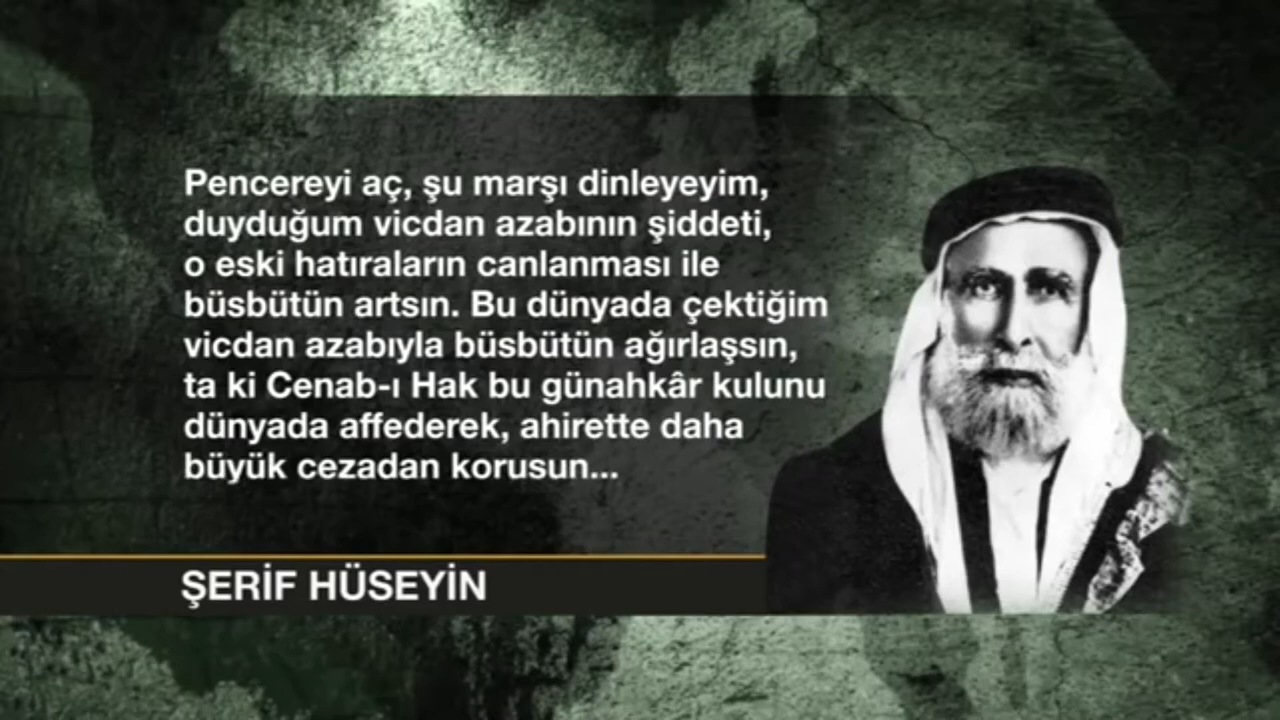 Pencereyi aç, şu marşı dinleyeyim,
duyduğum vicdan azabının şiddeti,
o eski hatıraların canlanması ile
büsbütün artsın. Bu dünyada çektiğim
vicdan azabıyla büsbütün ağırlaşsın,
ta ki Cenab-ı Hak bu günahkâr kulunu
dünyada affederek, ahirette daha
büyük cezadan korusun...
ŞERİF HÜSEYİN